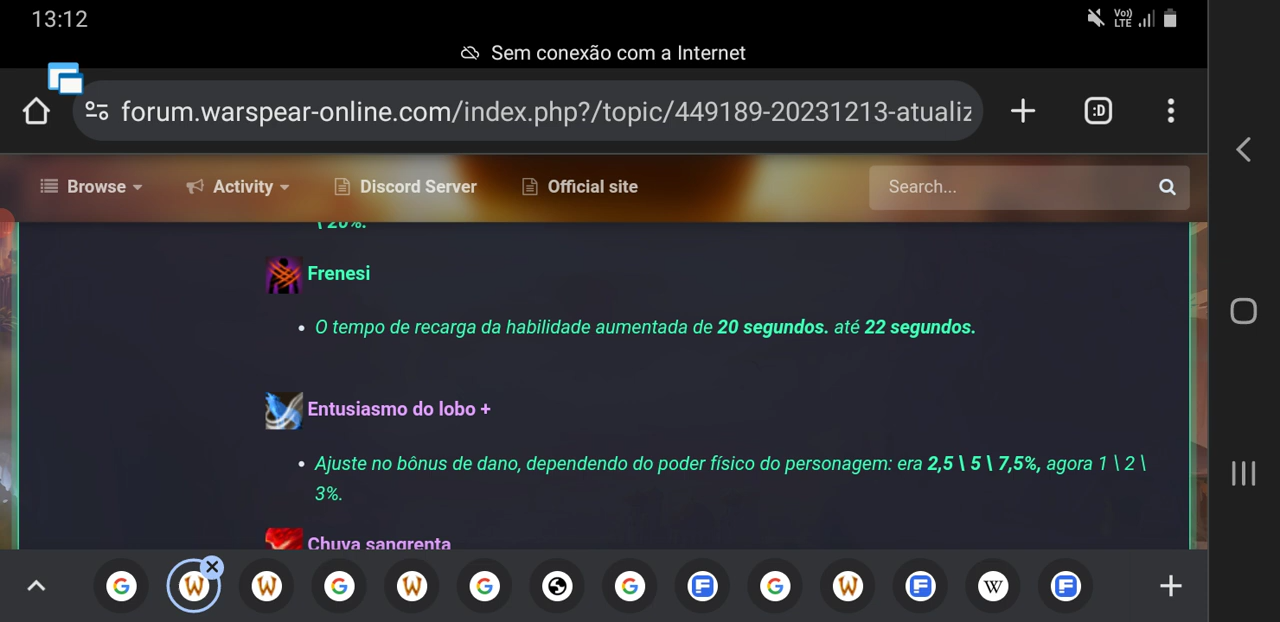 13:12
Vo))
LTE
Sem conexão com a Internet
forum.warspear-online.com/index.php?/topic/449189-20231213-atualiz
:D
Browse
Activity
Discord Server
Official site
Search...
\ 20%.
Frenesi
• O tempo de recarga da habilidade aumentada de 20 segundos. até 22 segundos.
Entusiasmo do lobo +
• Ajuste no bônus de dano, dependendo do poder físico do personagem: era 2,5 \ 5 \ 7,5%, agora 1 \ 2 \
3%.
Chuva sangrenta